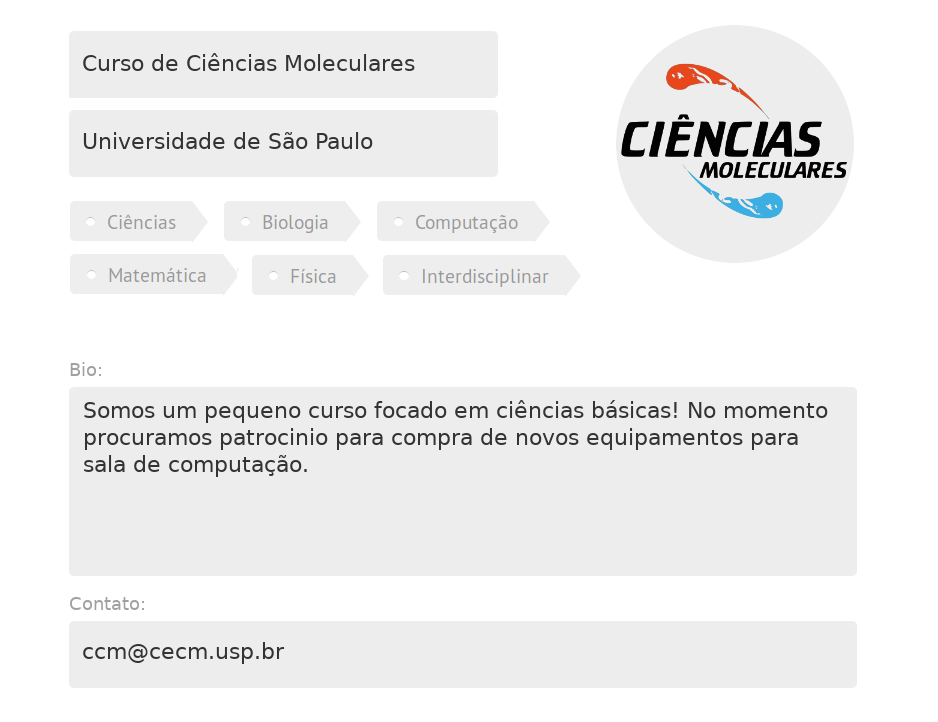 Curso de Ciências Moleculares
Universidade de São Paulo
CIÊNCIAS
MOLECULARES
Ciências
Biologia
Computação
Matemática
Física
Interdisciplinar
Bio:
Somos um pequeno curso focado em ciências básicas! No momento
procuramos patrocinio para compra de novos equipamentos para
sala de computação.
Contato:
ccm@cecm.usp.br